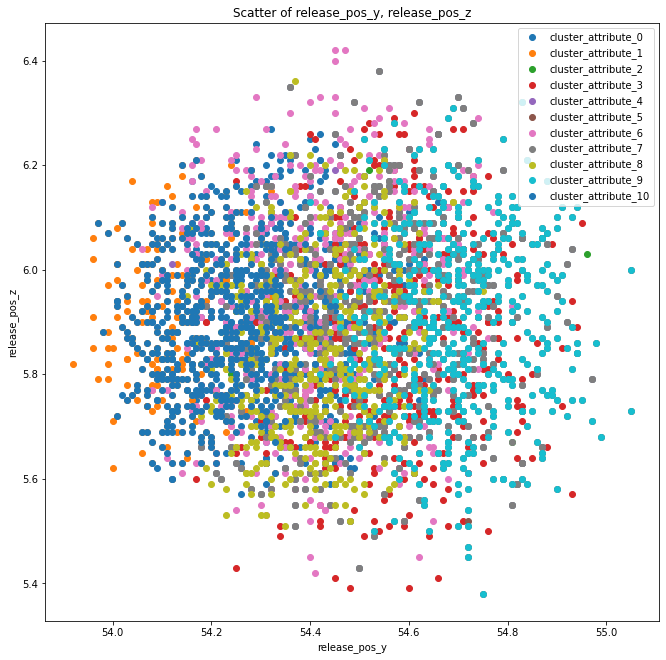 Scatter of release_pos_y, release_pos_z
cluster_attribute_0
cluster_attribute_1
cluster_attribute_2
cluster_attribute_3
cluster_attribute_4
cluster_attribute_5
cluster_attribute_6
cluster_attribute_7
cluster_attribute_8
cluster_attribute_9
cluster_attribute_10
release_pos_z
6.4
6.2
6.0
5.8
5.6
5.4
54.0 54.2 54.4 54.6 54.8 55.0
release_pos_y